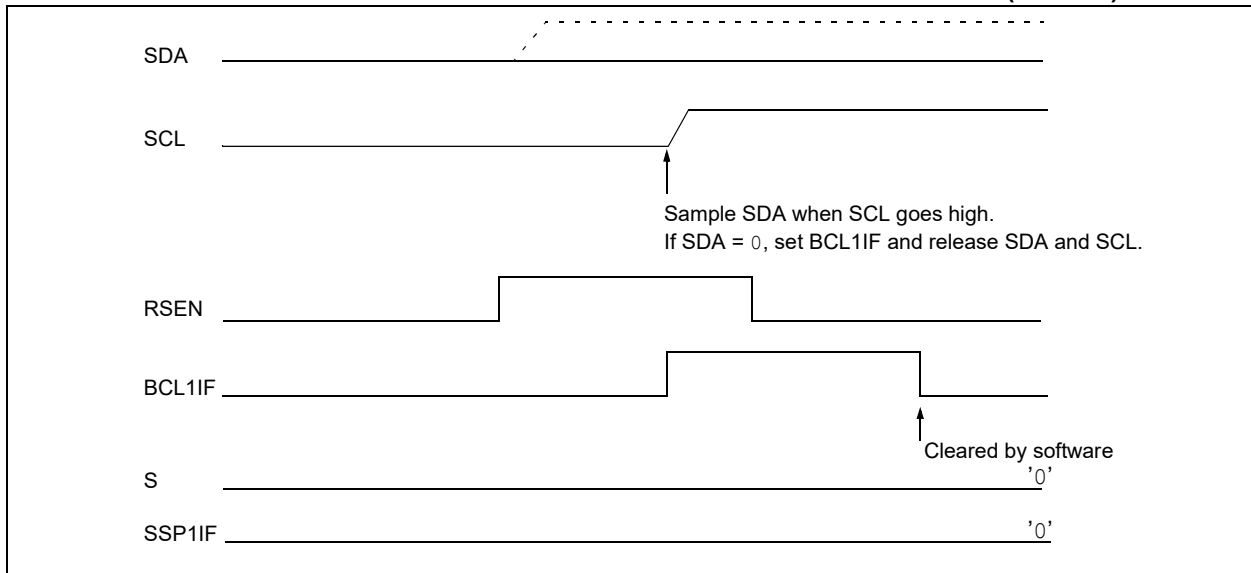 SDA
SCL
Sample SDA when SCL goes high.
If SDA = 0, set BCL1IF and release SDA and SCL.
RSEN
BCL1IF
Cleared by software
S
'0'
SSP1IF
'0'